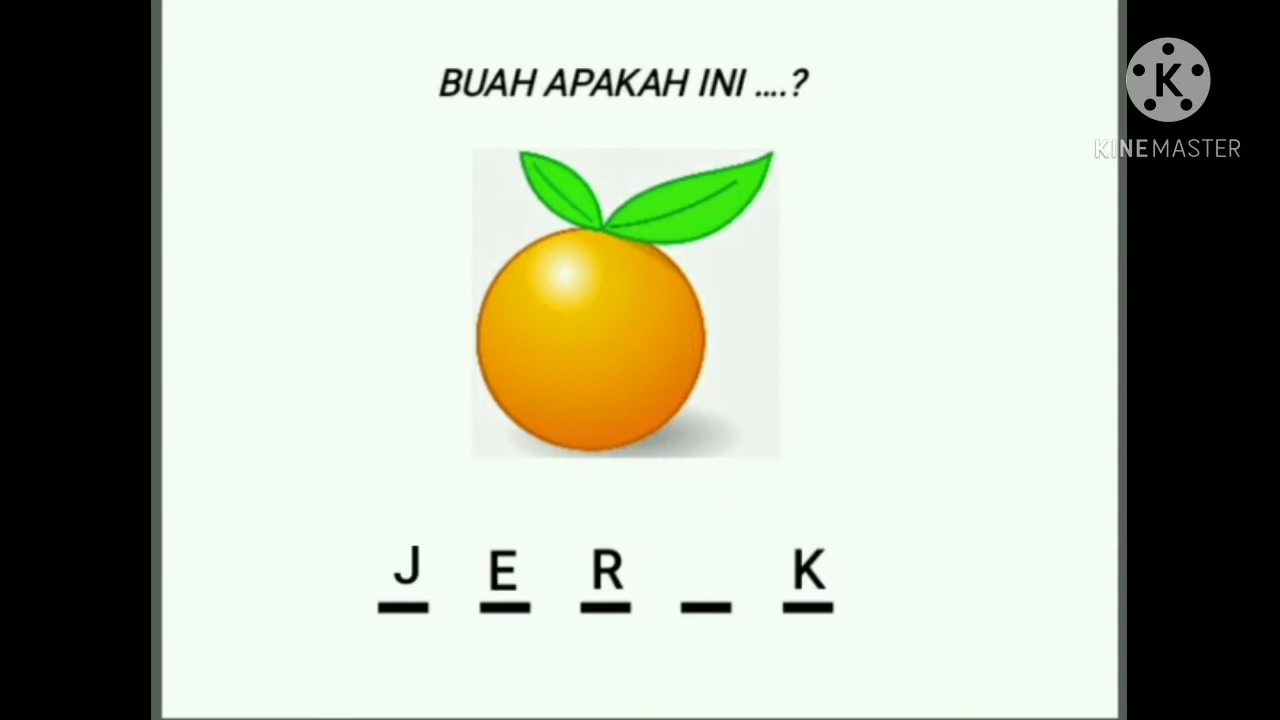 BUAH APAKAH INI ....?
K
KINEMASTER
J E R _ K